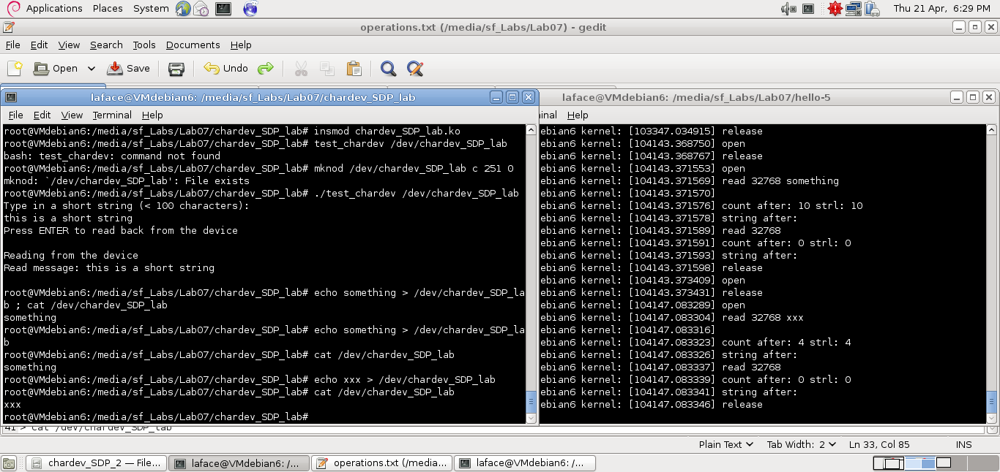 Applications Places System
Thu 21 Apr, 6:29 PM
operations.txt (/media/sf_Labs/Lab07) - gedit
File Edit View Search Tools Documents Help
Open Save Undo
laface@VMdebian6: /media/sf_Labs/Lab07/chardev_SDP_lab
File Edit View Terminal Help
root@VMdebian6:/media/sf_Labs/Lab07/chardev_SDP_lab# insmod chardev_SDP_lab.ko
root@VMdebian6:/media/sf_Labs/Lab07/chardev_SDP_lab# test_chardev /dev/chardev_SDP_lab
bash: test_chardev: command not found
root@VMdebian6:/media/sf_Labs/Lab07/chardev_SDP_lab# mknod /dev/chardev_SDP_lab c 251 0
mknod: `/dev/chardev_SDP_lab': File exists
root@VMdebian6:/media/sf_Labs/Lab07/chardev_SDP_lab# ./test_chardev /dev/chardev_SDP_lab
Type in a short string (< 100 characters):
this is a short string
Press ENTER to read back from the device
Reading from the device
Read message: this is a short string
root@VMdebian6:/media/sf_Labs/Lab07/chardev_SDP_lab# echo something > /dev/chardev_SDP_la
b ; cat /dev/chardev_SDP_lab
something
root@VMdebian6:/media/sf_Labs/Lab07/chardev_SDP_lab# echo something > /dev/chardev_SDP_la
b
root@VMdebian6:/media/sf_Labs/Lab07/chardev_SDP_lab# cat /dev/chardev_SDP_lab
something
root@VMdebian6:/media/sf_Labs/Lab07/chardev_SDP_lab# echo xxx > /dev/chardev_SDP_lab
root@VMdebian6:/media/sf_Labs/Lab07/chardev_SDP_lab# cat /dev/chardev_SDP_lab
xxx
root@VMdebian6:/media/sf_Labs/Lab07/chardev_SDP_lab#
laface@VMdebian6: /media/sf_Labs/Lab07/hello-5
inal Help
ebian6 kernel: [103347.034915] release
ebian6 kernel: [104143.368750] open
ebian6 kernel: [104143.368767] release
ebian6 kernel: [104143.371553] open
ebian6 kernel: [104143.371569] read 32768 something
ebian6 kernel: [104143.371570]
ebian6 kernel: [104143.371576] count after: 10 strl: 10
ebian6 kernel: [104143.371578] string after:
ebian6 kernel: [104143.371589] read 32768
ebian6 kernel: [104143.371591] count after: 0 strl: 0
ebian6 kernel: [104143.371593] string after:
ebian6 kernel: [104143.371598] release
ebian6 kernel: [104143.373409] open
ebian6 kernel: [104143.373431] release
ebian6 kernel: [104147.083289] open
ebian6 kernel: [104147.083304] read 32768 xxx
ebian6 kernel: [104147.083316]
ebian6 kernel: [104147.083323] count after: 4 strl: 4
ebian6 kernel: [104147.083326] string after:
ebian6 kernel: [104147.083337] read 32768
ebian6 kernel: [104147.083339] count after: 0 strl: 0
ebian6 kernel: [104147.083341] string after:
ebian6 kernel: [104147.083346] release
41 > cat /dev/chardev_SDP_lab
Plain Text Tab Width: 2 Ln 33, Col 85 INS
chardev_SDP_2 — File...
laface@VMdebian6: /...
operations.txt (/media...
laface@VMdebian6: /...